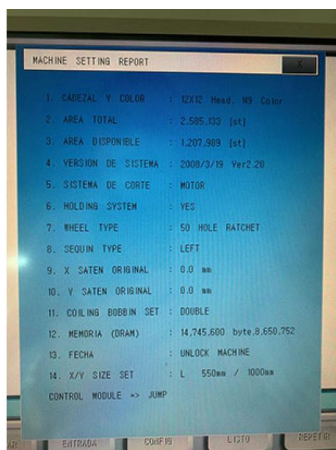 MACHINE SETTING REPORT
X
1. CABEZAL Y COLOR : 12X12 Head. N9 Color
2. AREA TOTAL : 2.585.133 [st]
3. AREA DISPONIBLE : 1.207.989 [st]
4. VERSION DE SISTEMA : 2008/3/19 Ver2.20
5. SISTEMA DE CORTE : MOTOR
6. HOLDING SYSTEM : YES
7. WHEEL TYPE : 50 HOLE RATCHET
8. SEQUIN TYPE : LEFT
9. X SATEN ORIGINAL : 0.0 mm
10. Y SATEN ORIGINAL : 0.0 mm
11. COILING BOBBIN SET : DOUBLE
12. MEMORIA (DRAM) : 14,745,600 byte,8,650,752
13. FECHA : UNLOCK MACHINE
14. X/Y SIZE SET : L 550mm / 1000mm
CONTROL MODULE => JUMP
ENTRADA CONFIG LISTO REPETIR